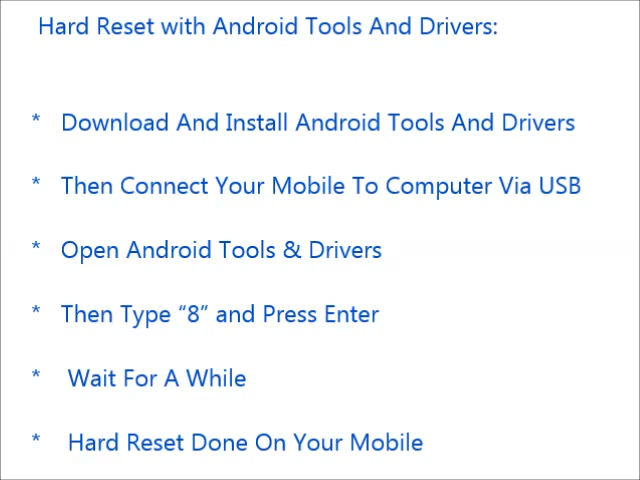 Hard Reset with Android Tools And Drivers:
* Download And Install Android Tools And Drivers
* Then Connect Your Mobile To Computer Via USB
* Open Android Tools & Drivers
* Then Type “8” and Press Enter
* Wait For A While
* Hard Reset Done On Your Mobile